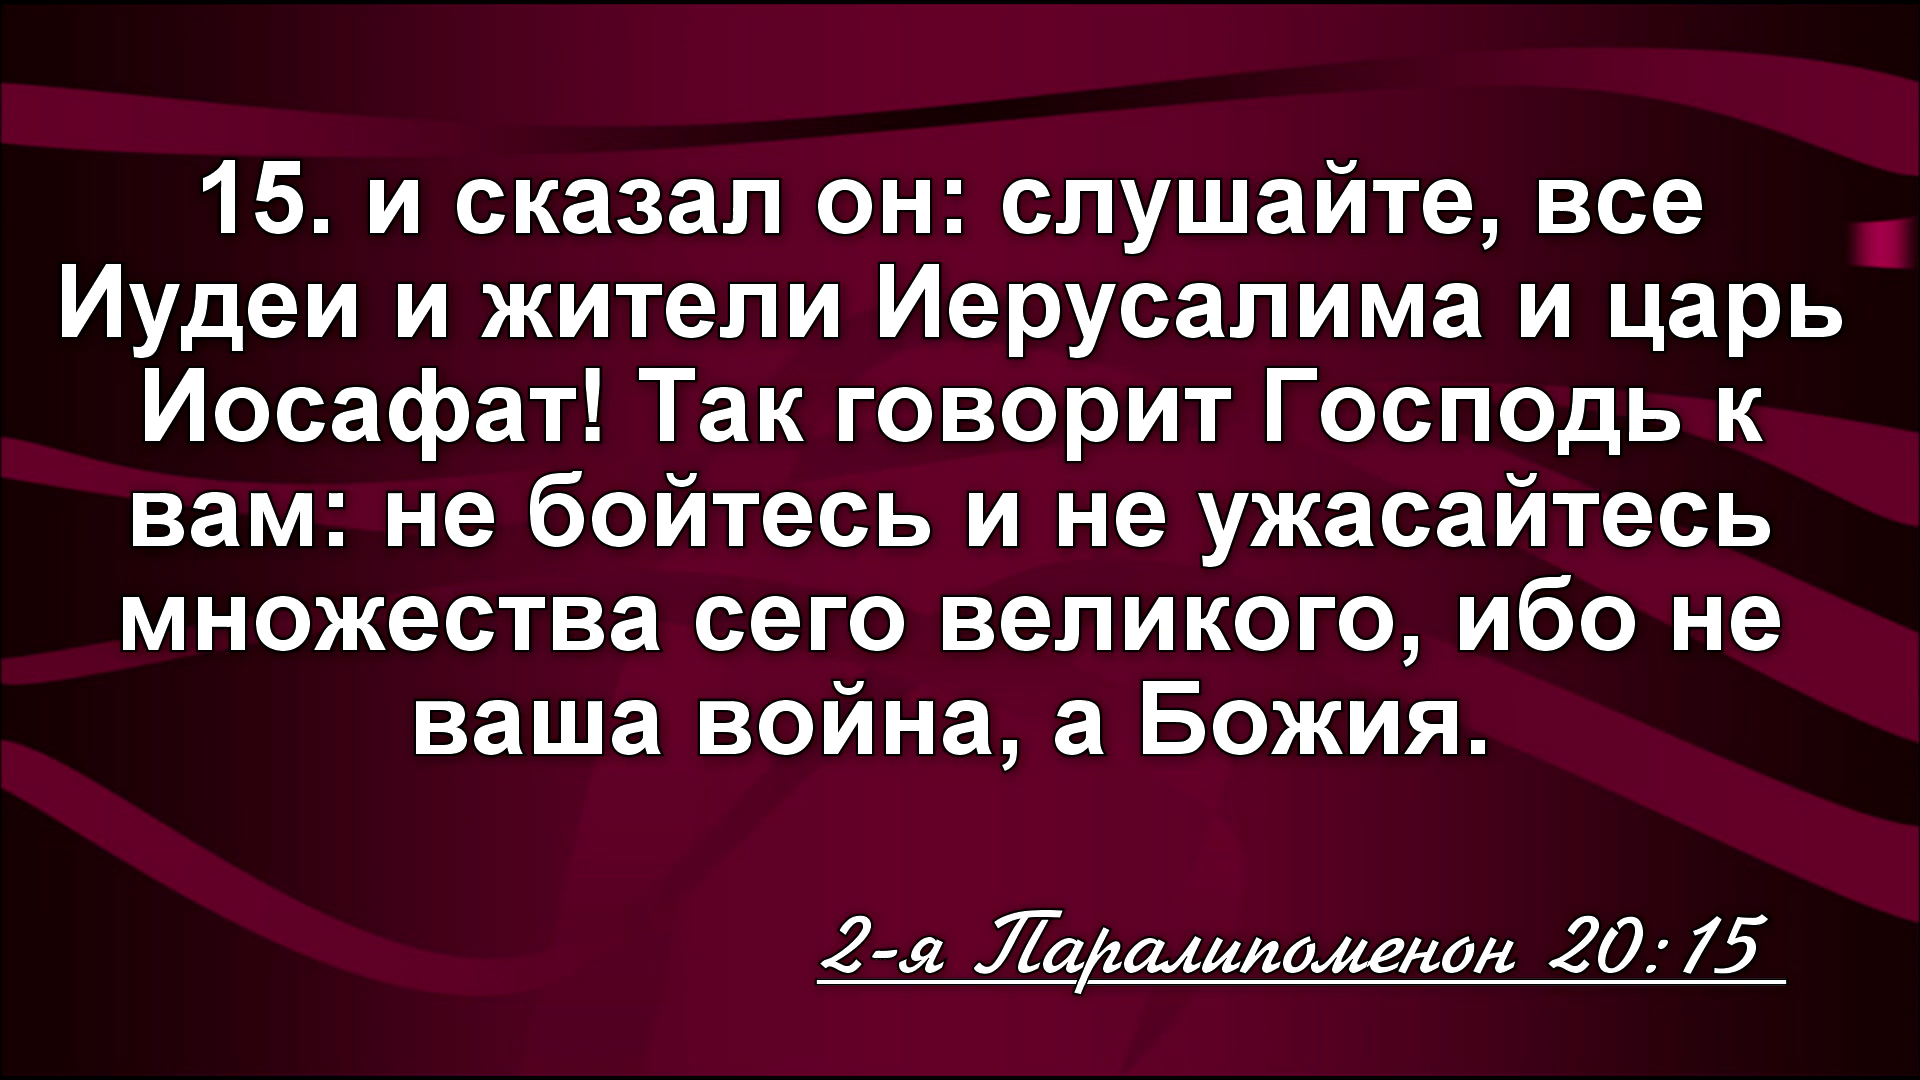 15. и сказал он: слушайте, все
Иудеи и жители Иерусалима и царь
Иосафат! Так говорит Господь к
вам: не бойтесь и не ужасайтесь
множества сего великого, ибо не
ваша война, а Божия.
2-я Паралипоменон 20:15